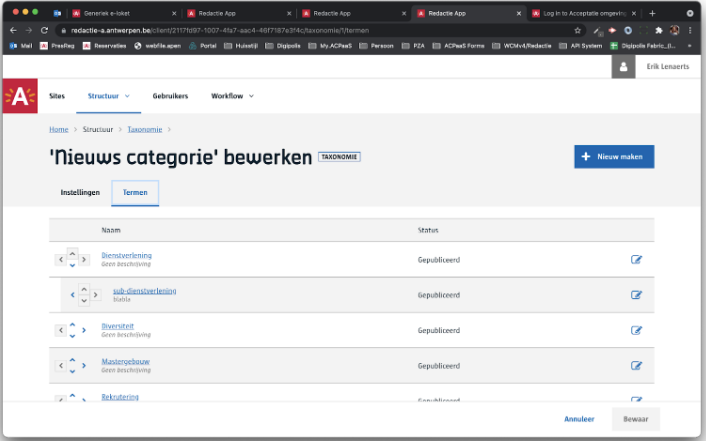 Generiek e-loket
Redactie App
Redactie App
Redactie App
Log in to Acceptatie omgeving
redactie-a.antwerpen.be/client/2117fd97-1007-41a7-aac4-46f7187e3f4c/taxonomie/1/termen
Mail PressReg Reservaties webfile.apen Portal Huisstijl Digipolis My.ACPaaS Persoon PZA ACPaaS Forms WCMv4/Redactie API System Digipolis Fabric_(i...
Erik Lenaerts
A Sites Structuur Gebruikers Workflow
Home > Structuur > Taxonomie >
'Nieuws categorie' bewerken TAXONOMIE
+ Nieuw maken
Instellingen Termen
Naam Status
Dienstverlening Gepubliceerd
Geen beschrijving
sub-dienstverlening Gepubliceerd
blabla
Diversiteit Gepubliceerd
Geen beschrijving
Mastergebouw Gepubliceerd
Geen beschrijving
Rekrutering
Annuleer Bewaar